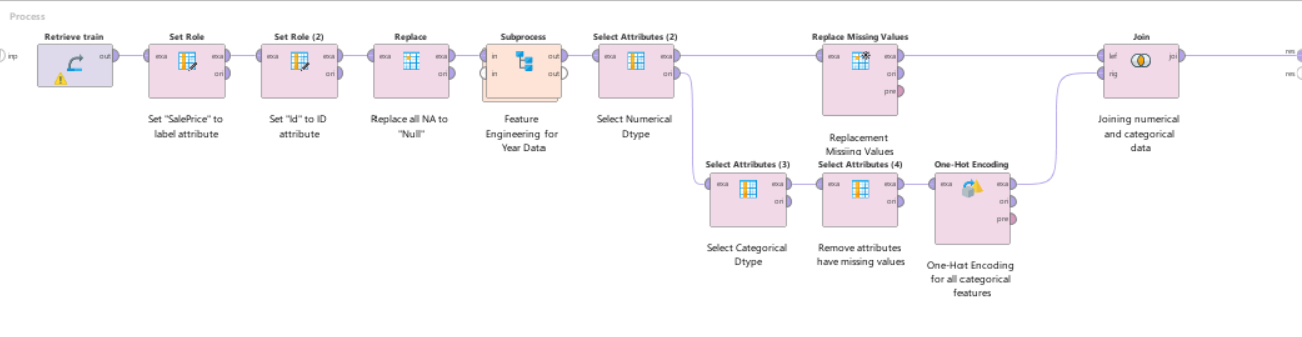 Process
inp
Retrieve train
out
Set Role
exa
exa
ori
Set "SalePrice" to
label attribute
Set Role (2)
exa
exa
ori
Set "Id" to ID
attribute
Replace
exa
exa
ori
Replace all NA to
"Null"
Subprocess
in
out
in
out
Feature
Engineering for
Year Data
Select Attributes (2)
exa
exa
ori
Select Numerical
Dtype
Replace Missing Values
exa
exa
ori
pre
Replacement
Missiing Values
Join
lef
joi
rig
Joining numerical
and categorical
data
res
res
Select Attributes (3)
exa
exa
ori
Select Categorical
Dtype
Select Attributes (4)
exa
exa
ori
Remove attributes
have missing values
One-Hot Encoding
exa
exa
ori
pre
One-Hot Encoding
for all categorical
features